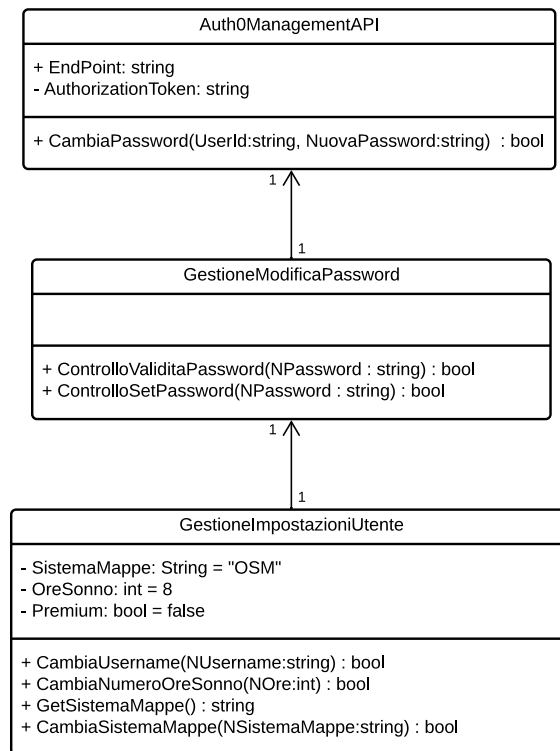 Auth0ManagementAPI
+ EndPoint: string
- AuthorizationToken: string
+ CambiaPassword(UserId:string, NuovaPassword:string) : bool
1
1
GestioneModificaPassword
+ ControlloValiditaPassword(NPassword : string) : bool
+ ControlloSetPassword(NPassword : string) : bool
1
1
GestioneImpostazioniUtente
- SistemaMappe: String = "OSM"
- OreSonno: int = 8
- Premium: bool = false
+ CambiaUsername(NUsername:string) : bool
+ CambiaNumeroOreSonno(NOre:int) : bool
+ GetSistemaMappe() : string
+ CambiaSistemaMappe(NSistemaMappe:string) : bool